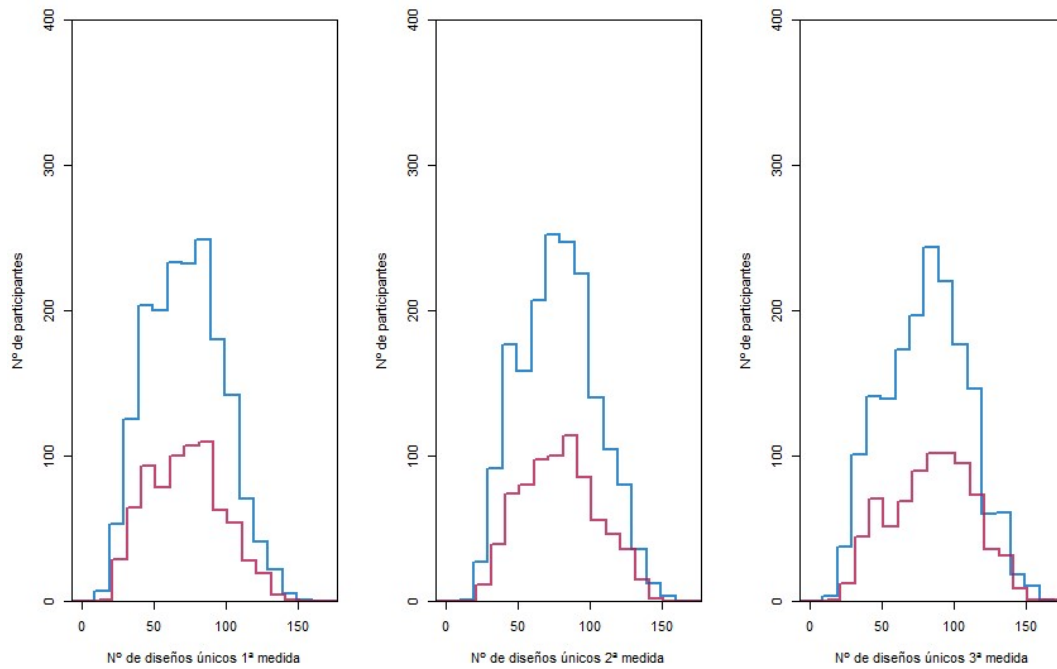 400
300
200
100
0
Nº de participantes
0 50 100 150
Nº de diseños únicos 1ª medida
400
300
200
100
0
Nº de participantes
0 50 100 150
Nº de diseños únicos 2ª medida
400
300
200
100
0
Nº de participantes
0 50 100 150
Nº de diseños únicos 3ª medida